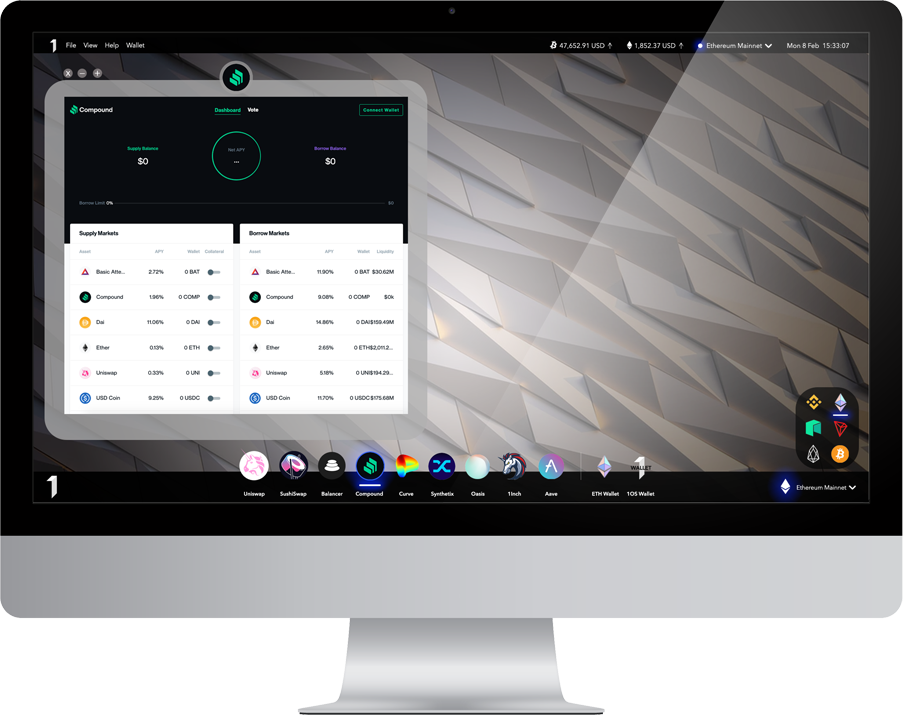 1 File View Help Wallet 47,652.91 USD ↑ 1,852.37 USD ↑ Ethereum Mainnet Mon 8 Feb 15:33:07
X − +
Compound Dashboard Vote Connect Wallet
Supply Balance Net APY Borrow Balance
$0 ... $0
Borrow Limit 0% $0
Supply Markets
Asset APY Wallet Collateral
Basic Atte... 2.72% 0 BAT
Compound 1.96% 0 COMP
Dai 11.06% 0 DAI
Ether 0.13% 0 ETH
Uniswap 0.33% 0 UNI
USD Coin 9.25% 0 USDC
Borrow Markets
Asset APY Wallet Liquidity
Basic Atte... 11.90% 0 BAT $30.62M
Compound 9.08% 0 COMP $0k
Dai 14.86% 0 DAI $159.49M
Ether 2.65% 0 ETH $2,011.2...
Uniswap 5.18% 0 UNI $194.29...
USD Coin 11.70% 0 USDC $175.68M
WALLET
1 Uniswap SushiSwap Balancer Compound Curve Synthetix Oasis 1Inch Aave ETH Wallet 1OS Wallet Ethereum Mainnet